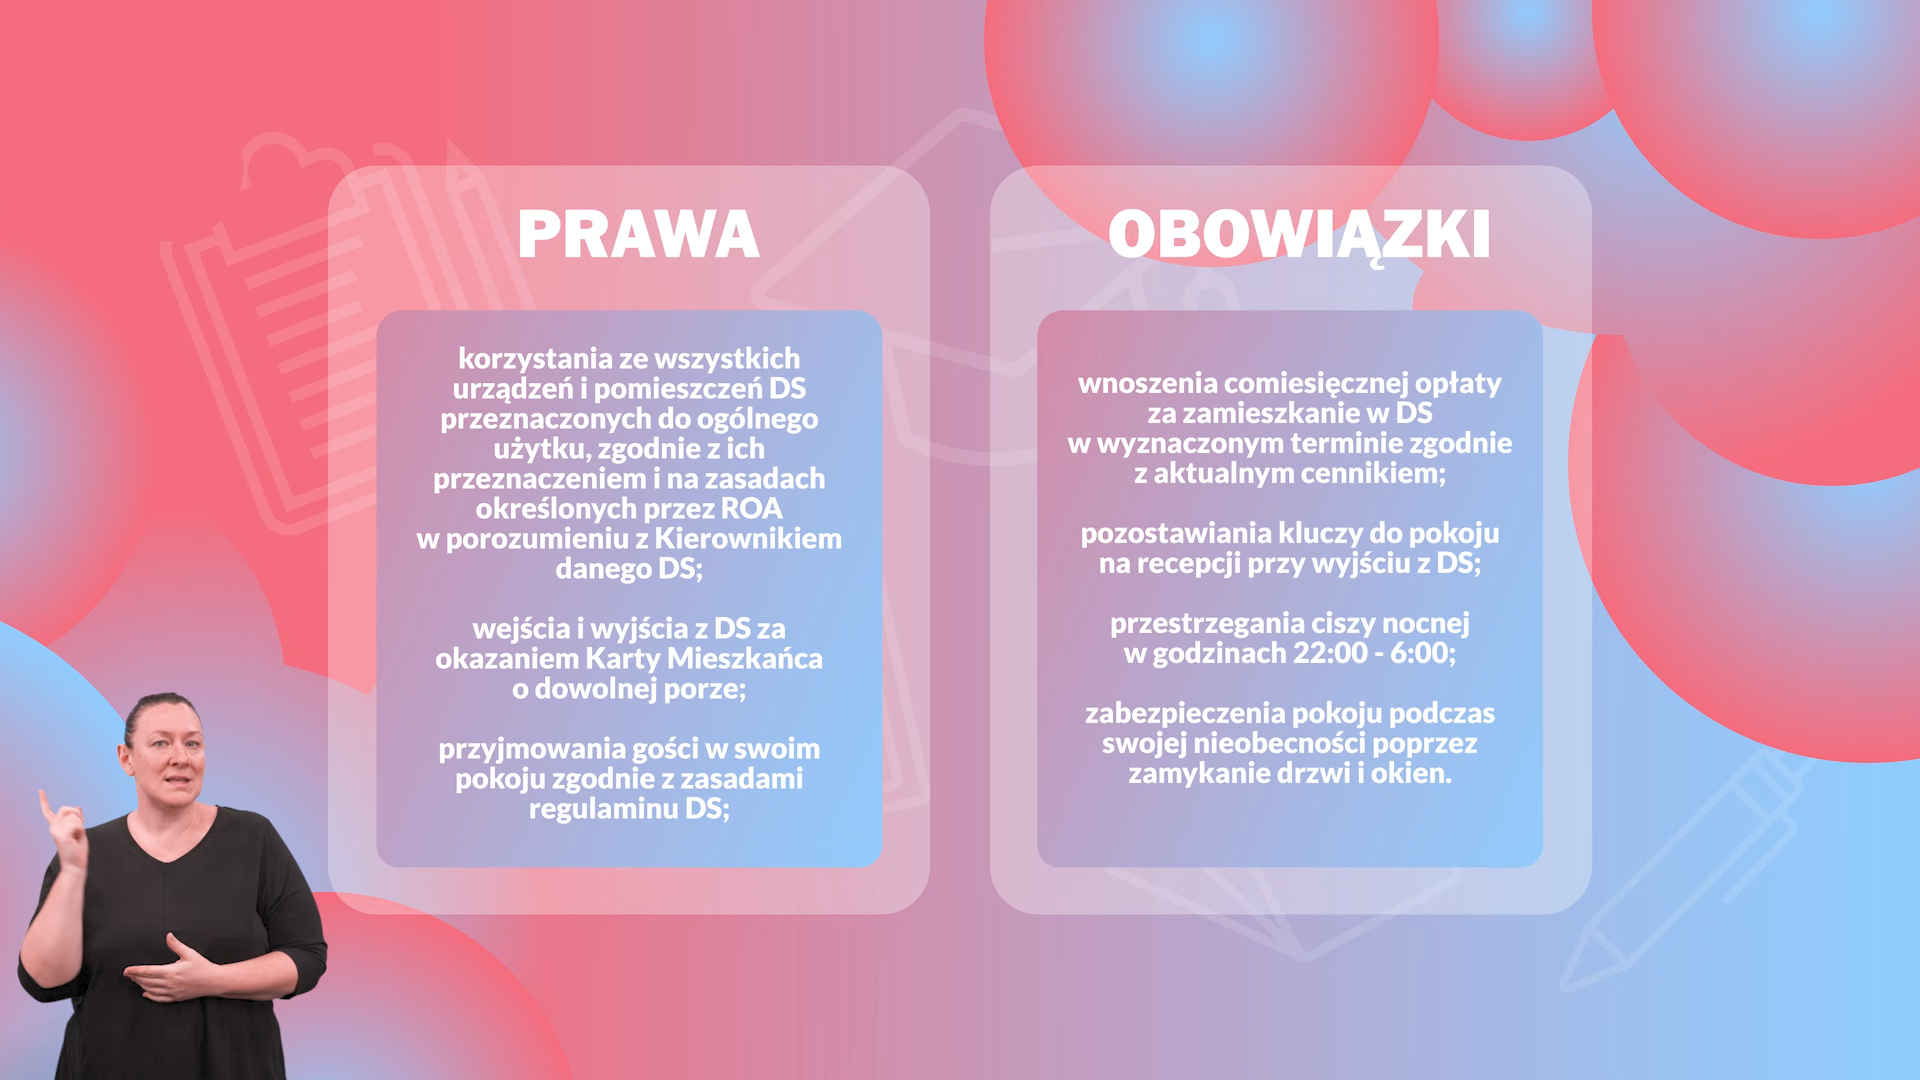 PRAWA
korzystania ze wszystkich
urządzeń i pomieszczeń DS
przeznaczonych do ogólnego
użytku, zgodnie z ich
przeznaczeniem i na zasadach
określonych przez ROA
w porozumieniu z Kierownikiem
danego DS;
wejścia i wyjścia z DS za
okazaniem Karty Mieszkańca
o dowolnej porze;
przyjmowania gości w swoim
pokoju zgodnie z zasadami
regulaminu DS;
OBOWIĄZKI
wnoszenia comiesięcznej opłaty
za zamieszkanie w DS
w wyznaczonym terminie zgodnie
z aktualnym cennikiem;
pozostawiania kluczy do pokoju
na recepcji przy wyjściu z DS;
przestrzegania ciszy nocnej
w godzinach 22:00 - 6:00;
zabezpieczenia pokoju podczas
swojej nieobecności poprzez
zamykanie drzwi i okien.